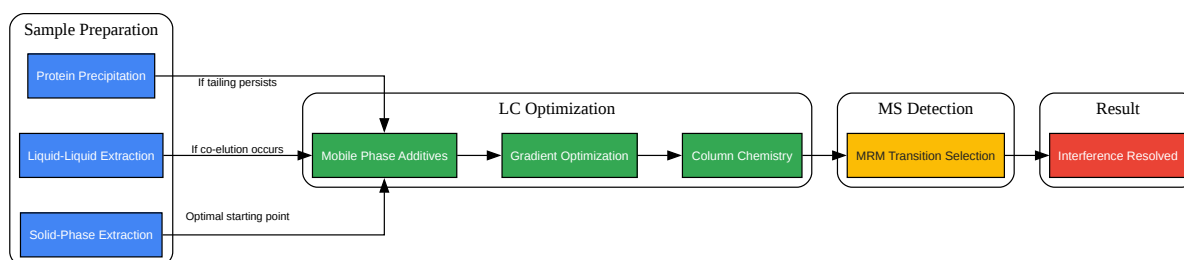 Sample Preparation
Protein Precipitation
If tailing persists
LC Optimization
MS Detection
Result
Liquid-Liquid Extraction
If co-elution occurs
Mobile Phase Additives
Gradient Optimization
Column Chemistry
MRM Transition Selection
Interference Resolved
Optimal starting point
Solid-Phase Extraction